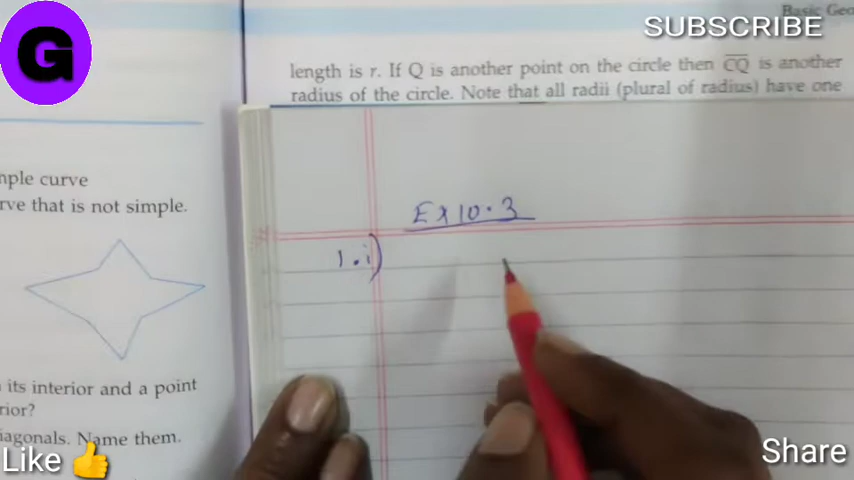 Basic Geo
SUBSCRIBE
G
length is r. If Q is another point on the circle then CQ is another
radius of the circle. Note that all radii (plural of radius) have one
mple curve
rve that is not simple.
Ex 10.3
1. i)
its interior and a point
rior?
iagonals. Name them.
Like 👍
Share